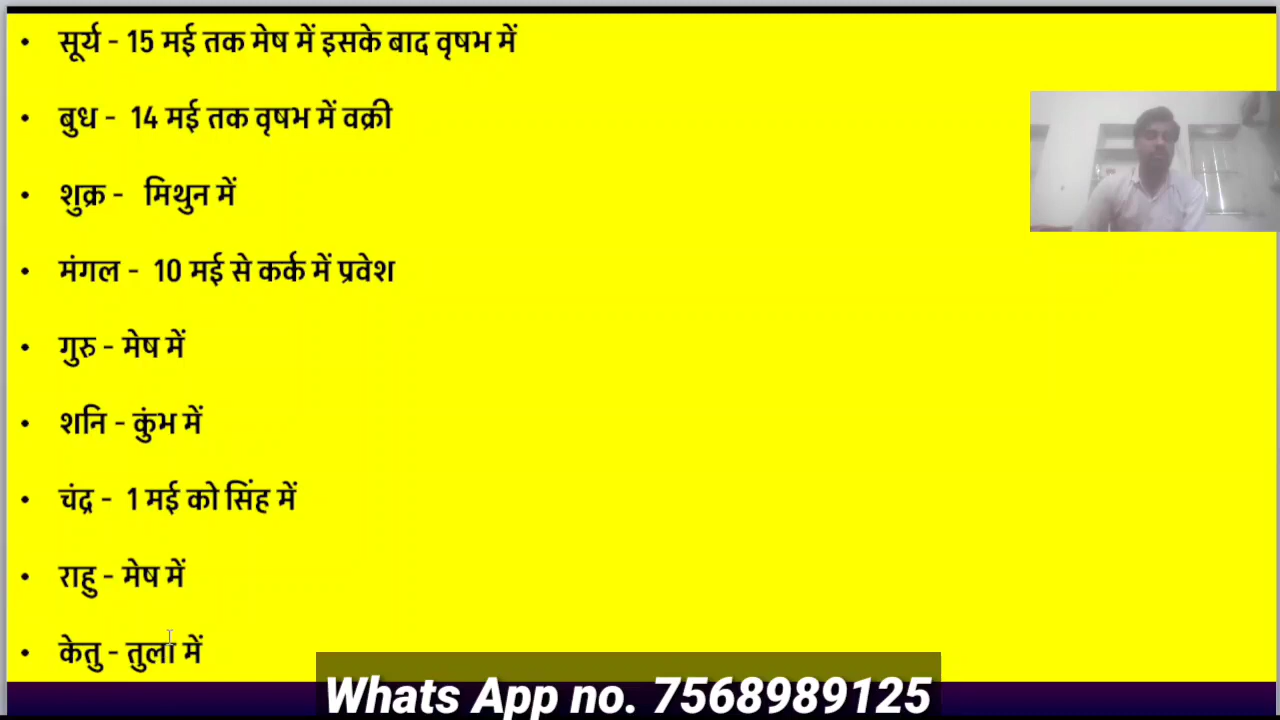 • सूर्य - 15 मई तक मेष में इसके बाद वृषभ में
• बुध - 14 मई तक वृषभ में वक्री
• शुक्र - मिथुन में
• मंगल - 10 मई से कर्क में प्रवेश
• गुरु - मेष में
• शनि - कुंभ में
• चंद्र - 1 मई को सिंह में
• राहु - मेष में
• केतु - तुला में
Whats App no. 7568989125